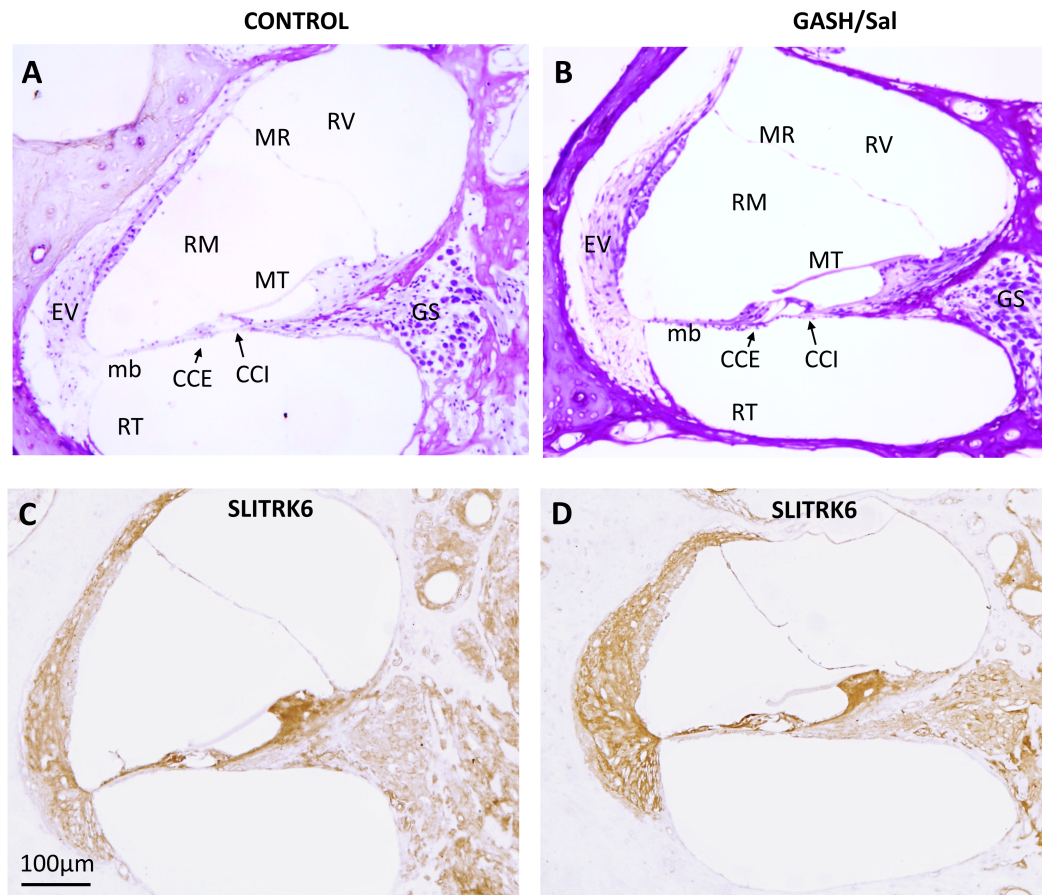 CONTROL
GASH/Sal
A
MR
RV
RM
MT
EV
GS
mb
CCE
CCI
RT
B
MR
RV
RM
EV
MT
GS
mb
CCE
CCI
RT
C
SLITRK6
100µm
D
SLITRK6